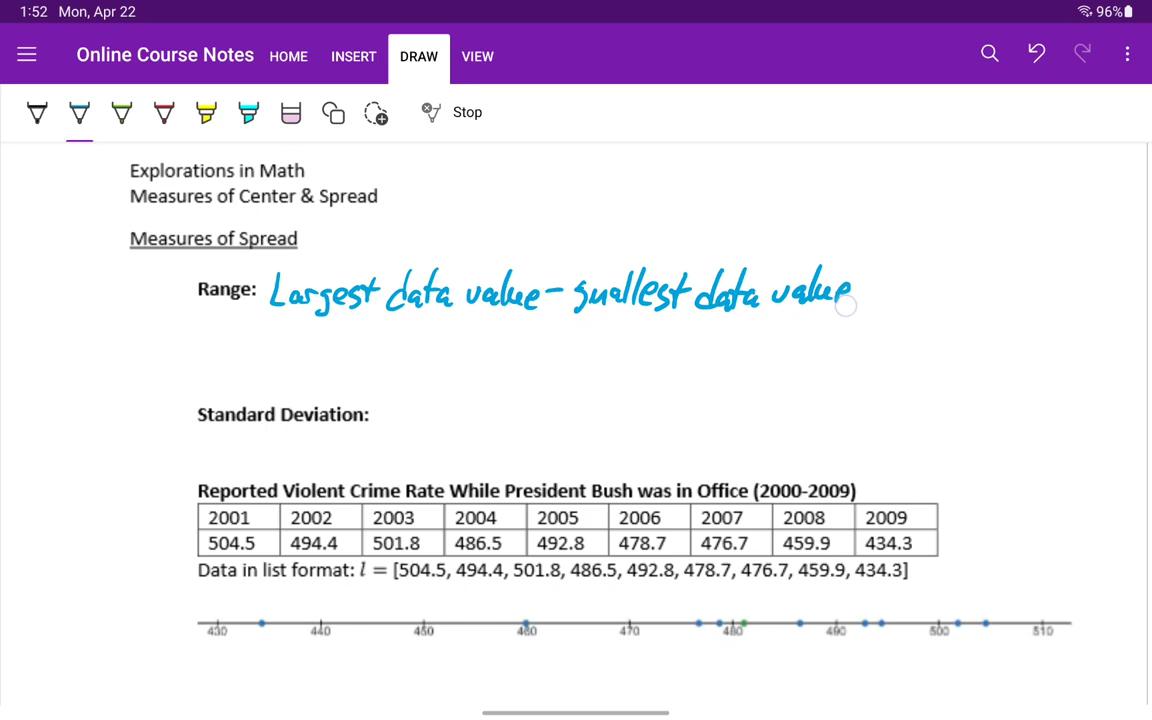 1:52 Mon, Apr 22 96%
Online Course Notes HOME INSERT DRAW VIEW
Stop
Explorations in Math
Measures of Center & Spread
Measures of Spread
Range: Largest data value - smallest data value
Standard Deviation:
Reported Violent Crime Rate While President Bush was in Office (2000-2009)
2001 2002 2003 2004 2005 2006 2007 2008 2009
504.5 494.4 501.8 486.5 492.8 478.7 476.7 459.9 434.3
Data in list format: l = [504.5, 494.4, 501.8, 486.5, 492.8, 478.7, 476.7, 459.9, 434.3]
430 440 450 460 470 480 490 500 510